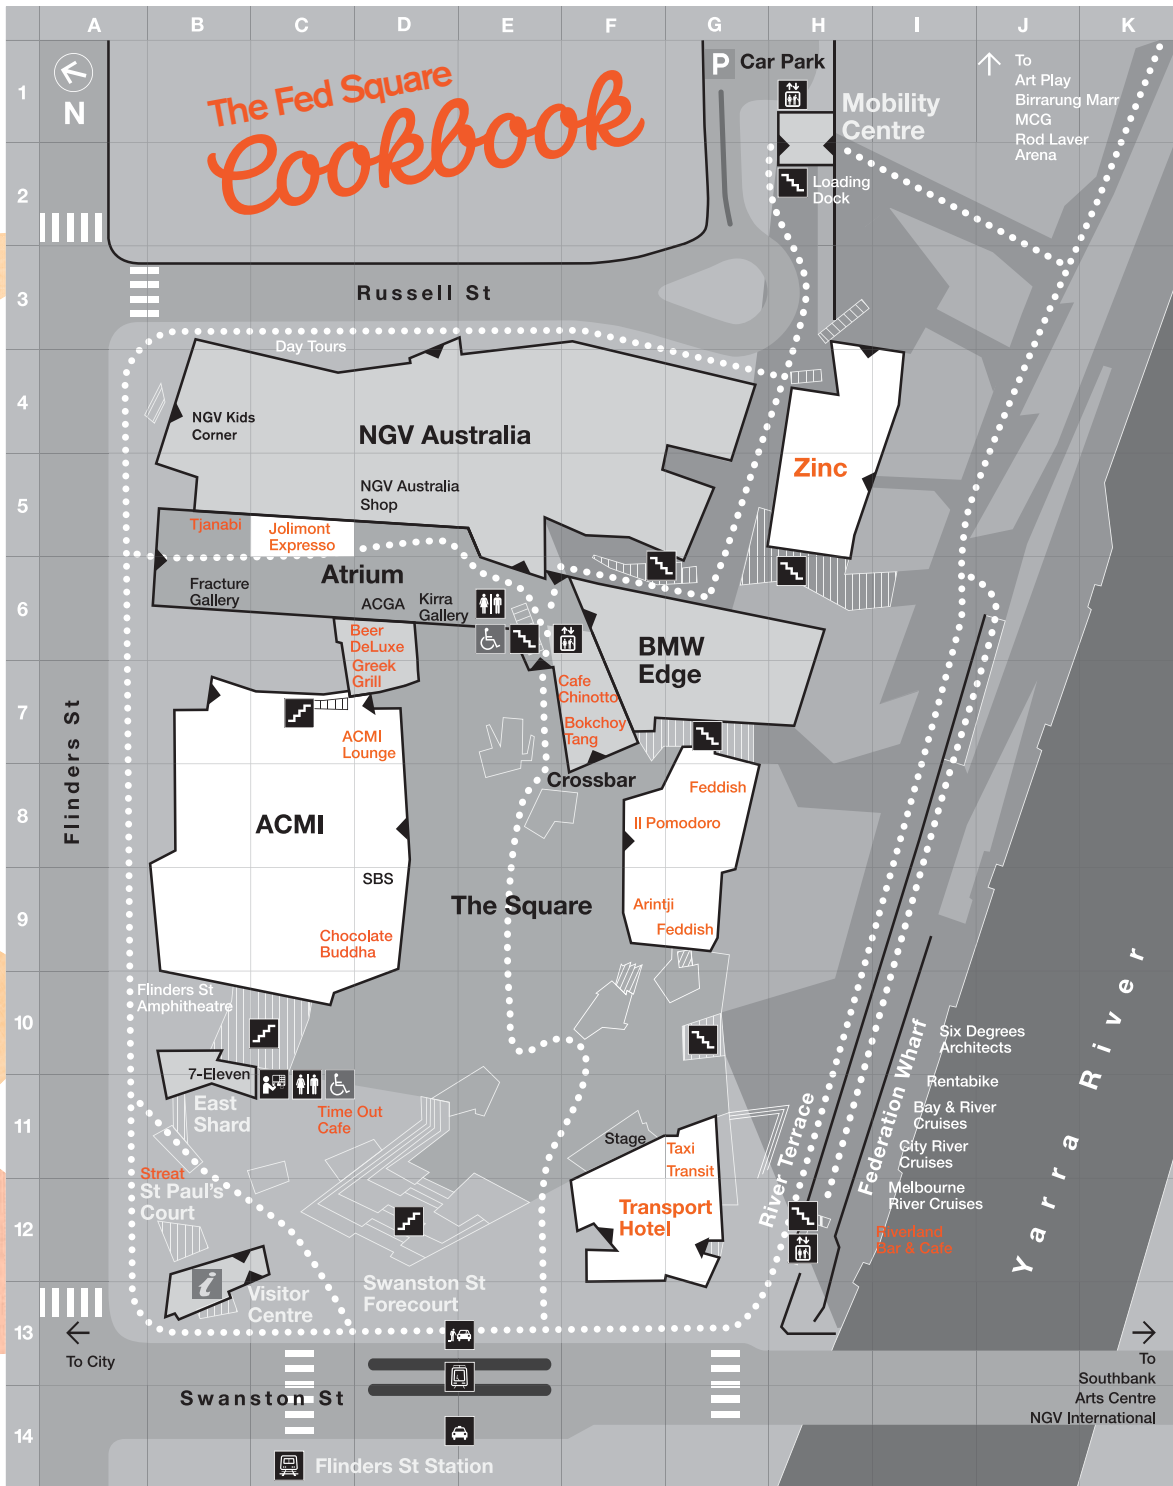 A B C D E F G H I J K
1
2
3
4
5
6
7
8
9
10
11
12
13
14
N
The Fed Square
Cookbook
P Car Park
Mobility
Centre
Loading
Dock
To
Art Play
Birrarung Marr
MCG
Rod Laver
Arena
Russell St
Day Tours
NGV Kids
Corner
NGV Australia
NGV Australia
Shop
Zinc
Tjanabi
Jolimont
Expresso
Atrium
Fracture
Gallery
ACGA
Kirra
Gallery
Beer
DeLuxe
Greek
Grill
BMW
Edge
Cafe
Chinotto
Bokchoy
Tang
Crossbar
Flinders St
ACMI
Lounge
ACMI
SBS
Chocolate
Buddha
Feddish
Il Pomodoro
Arintji
Feddish
The Square
Flinders St
Amphitheatre
7-Eleven
East
Shard
Time Out
Cafe
Streat
St Paul's
Court
i
Visitor
Centre
Swanston St
Forecourt
Stage
Taxi
Transit
Transport
Hotel
River Terrace
Federation Wharf
Six Degrees
Architects
Rentabike
Bay & River
Cruises
City River
Cruises
Melbourne
River Cruises
Riverland
Bar & Cafe
Yarra River
To City
Swanston St
Flinders St Station
To
Southbank
Arts Centre
NGV International